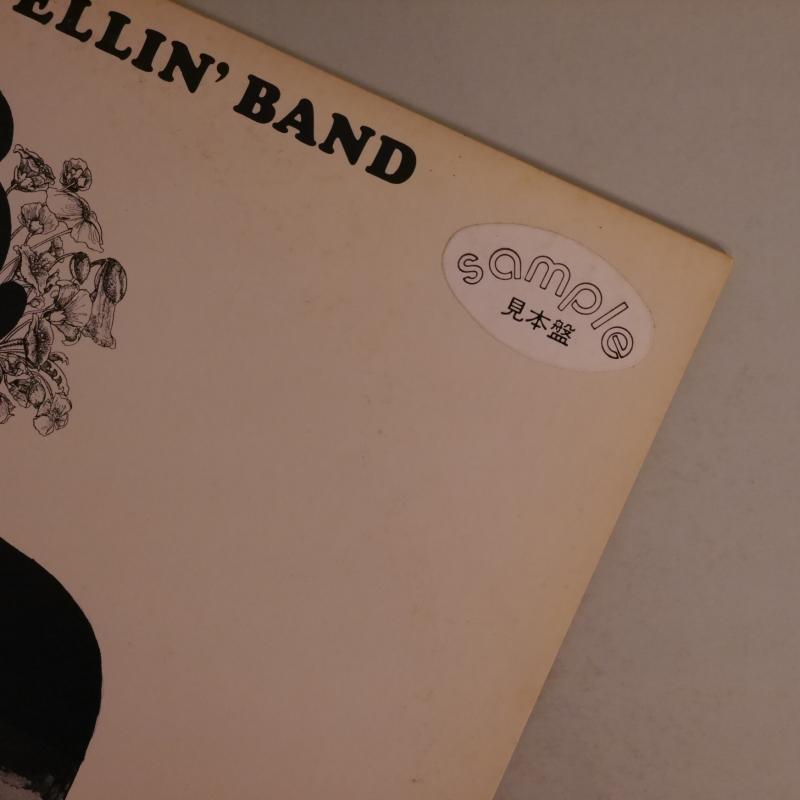 ELLIN' BAND
sample
見本盤